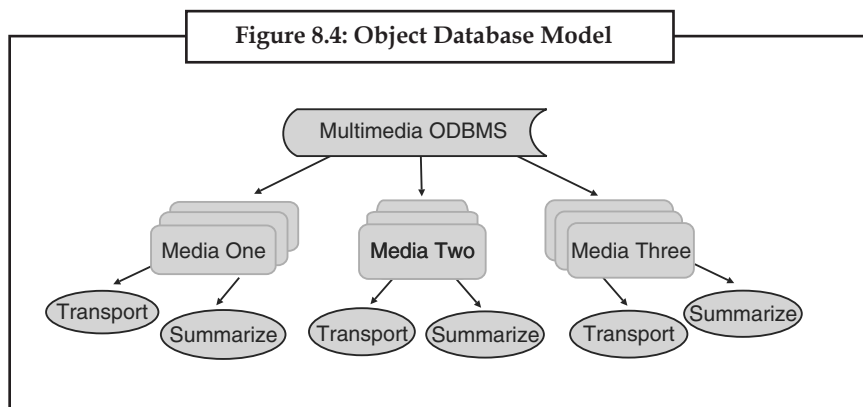 Figure 8.4: Object Database Model
Multimedia ODBMS
Media One
Media Two
Media Three
Transport
Summarize
Transport
Summarize
Transport
Summarize